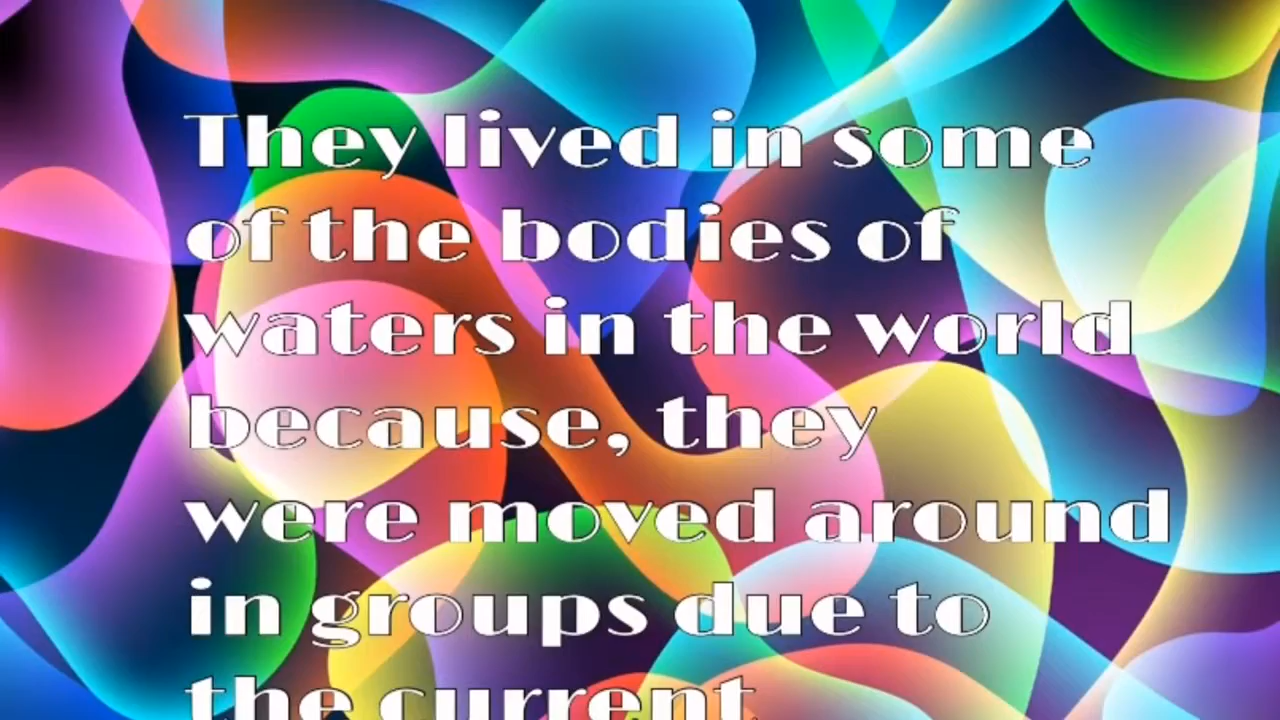 They lived in some
of the bodies of
waters in the world
because, they
were moved around
in groups due to
the current